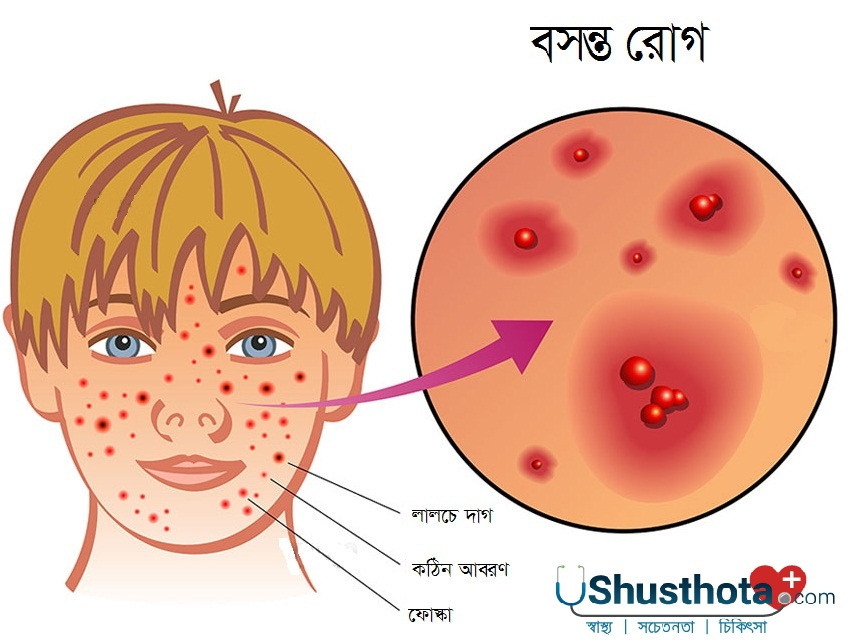 বসন্ত রোগ
লালচে দাগ
কঠিন আবরণ
ফোস্কা
Shusthota.com
স্বাস্থ্য | সচেতনতা | চিকিৎসা